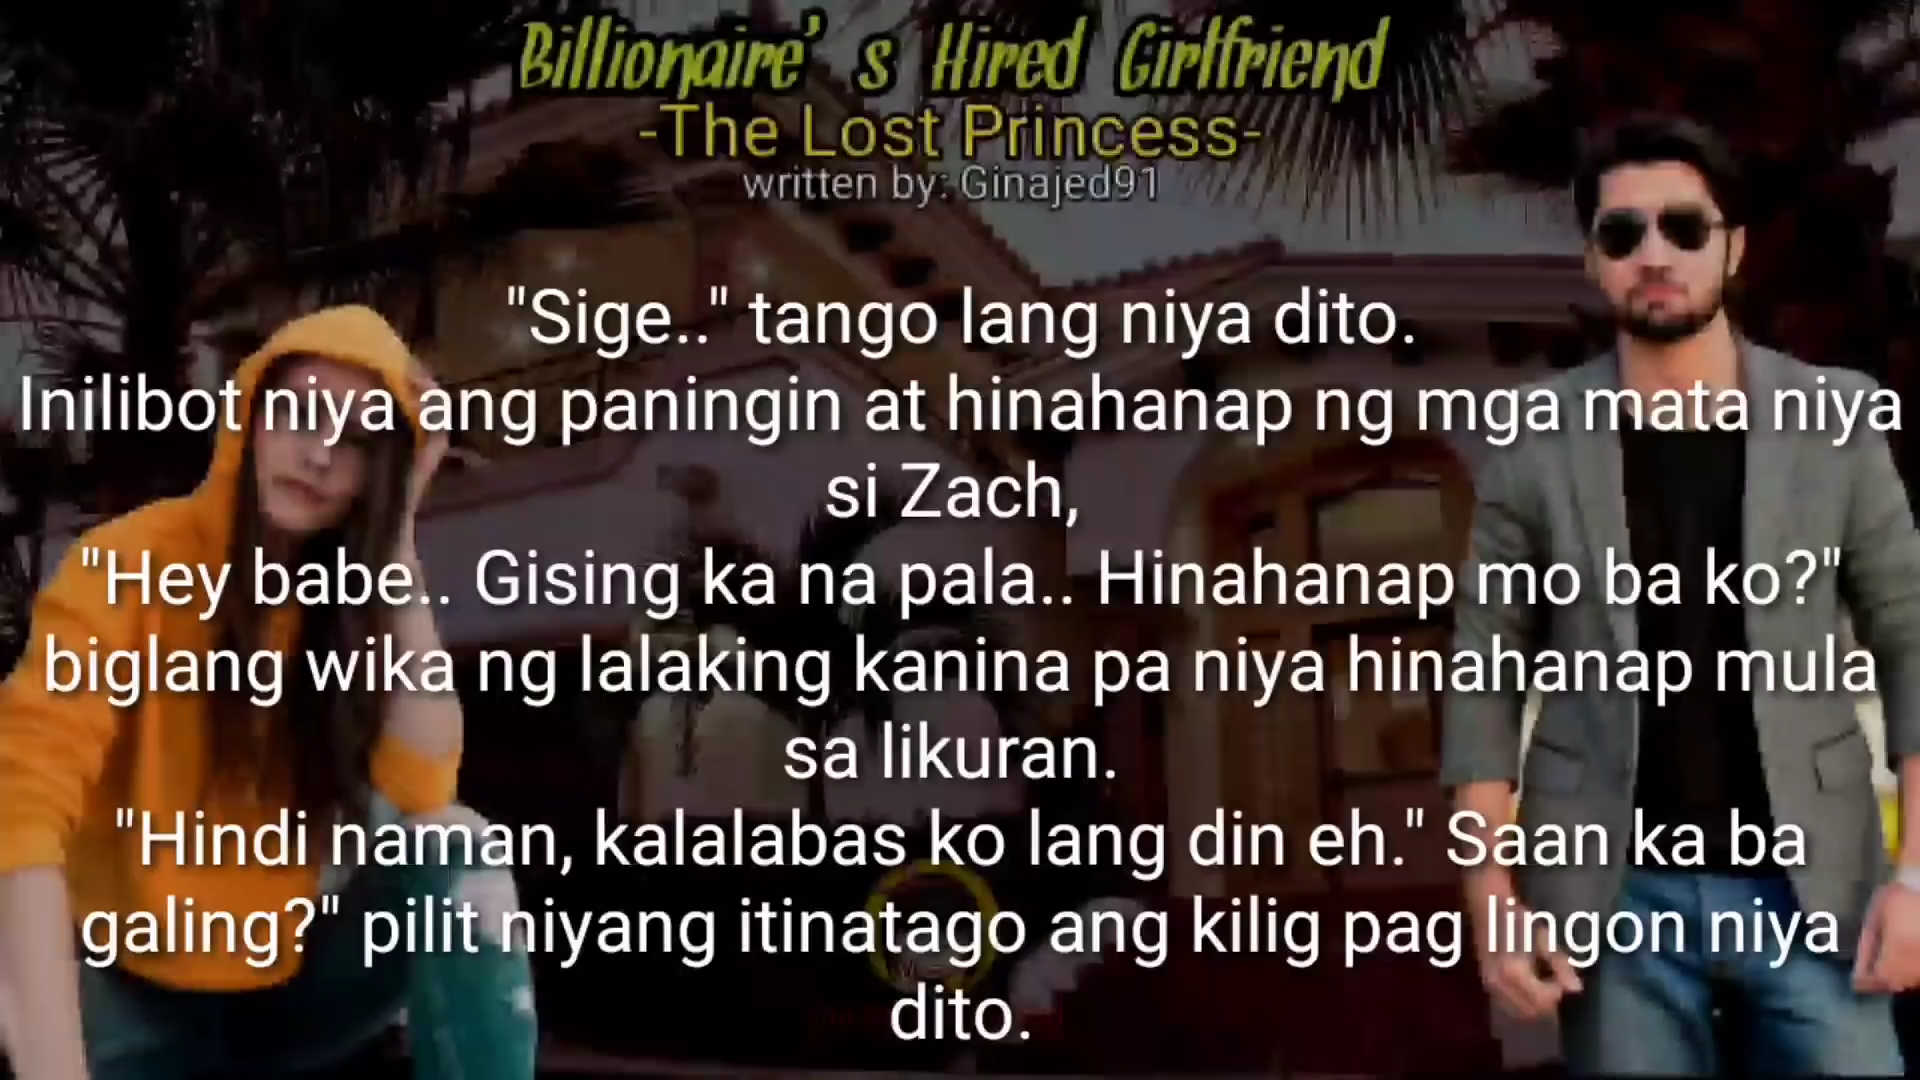 Billionaire' s Hired Girlfriend
-The Lost Princess-
written by: Ginajed91
"Sige.." tango lang niya dito.
Inilibot niya ang paningin at hinahanap ng mga mata niya
si Zach,
"Hey babe.. Gising ka na pala.. Hinahanap mo ba ko?"
biglang wika ng lalaking kanina pa niya hinahanap mula
sa likuran.
"Hindi naman, kalalabas ko lang din eh." Saan ka ba
galing?" pilit niyang itinatago ang kilig pag lingon niya
dito.